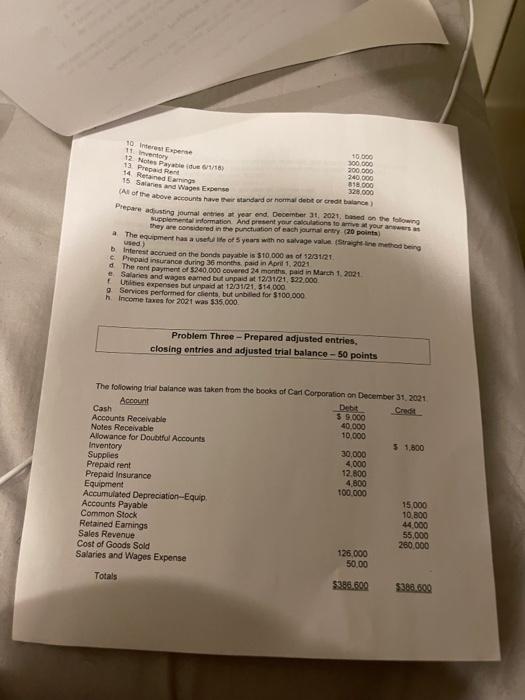 10. Interest Expense 10,000
11. Inventory 300,000
12. Notes Payable (due 6/1/18) 200,000
13. Prepaid Rent 240,000
14. Retained Earnings 818,000
15. Salaries and Wages Expense 328,000
(All of the above accounts have their standard or normal debit or credit balance.)
Prepare adjusting journal entries at year end, December 31, 2021, based on the following
supplemental information. And present your calculations to arrive at your answers as
they are considered in the punctuation of each journal entry. (20 points)
a. The equipment has a useful life of 5 years with no salvage value. (Straight-line method being
used.)
b. Interest accrued on the bonds payable is $10,000 as of 12/31/21.
c. Prepaid insurance during 36 months, paid in April 1, 2021.
d. The rent payment of $240,000 covered 24 months, paid in March 1, 2021.
e. Salaries and wages earned but unpaid at 12/31/21, $22,000.
f. Utilities expenses but unpaid at 12/31/21, $14,000.
g. Services performed for clients, but unbilled for $100,000.
h. Income taxes for 2021 was $35,000.
Problem Three – Prepared adjusted entries,
closing entries and adjusted trial balance – 50 points
The following trial balance was taken from the books of Carl Corporation on December 31, 2021.
Account Debit Credit
Cash $ 9,000
Accounts Receivable 40,000
Notes Receivable 10,000
Allowance for Doubtful Accounts $ 1,800
Inventory 30,000
Supplies 4,000
Prepaid rent 12,800
Prepaid Insurance 4,800
Equipment 100,000
Accumulated Depreciation--Equip. 15,000
Accounts Payable 10,800
Common Stock 44,000
Retained Earnings 55,000
Sales Revenue 260,000
Cost of Goods Sold 126,000
Salaries and Wages Expense 50,00
Totals $386,600 $386,600